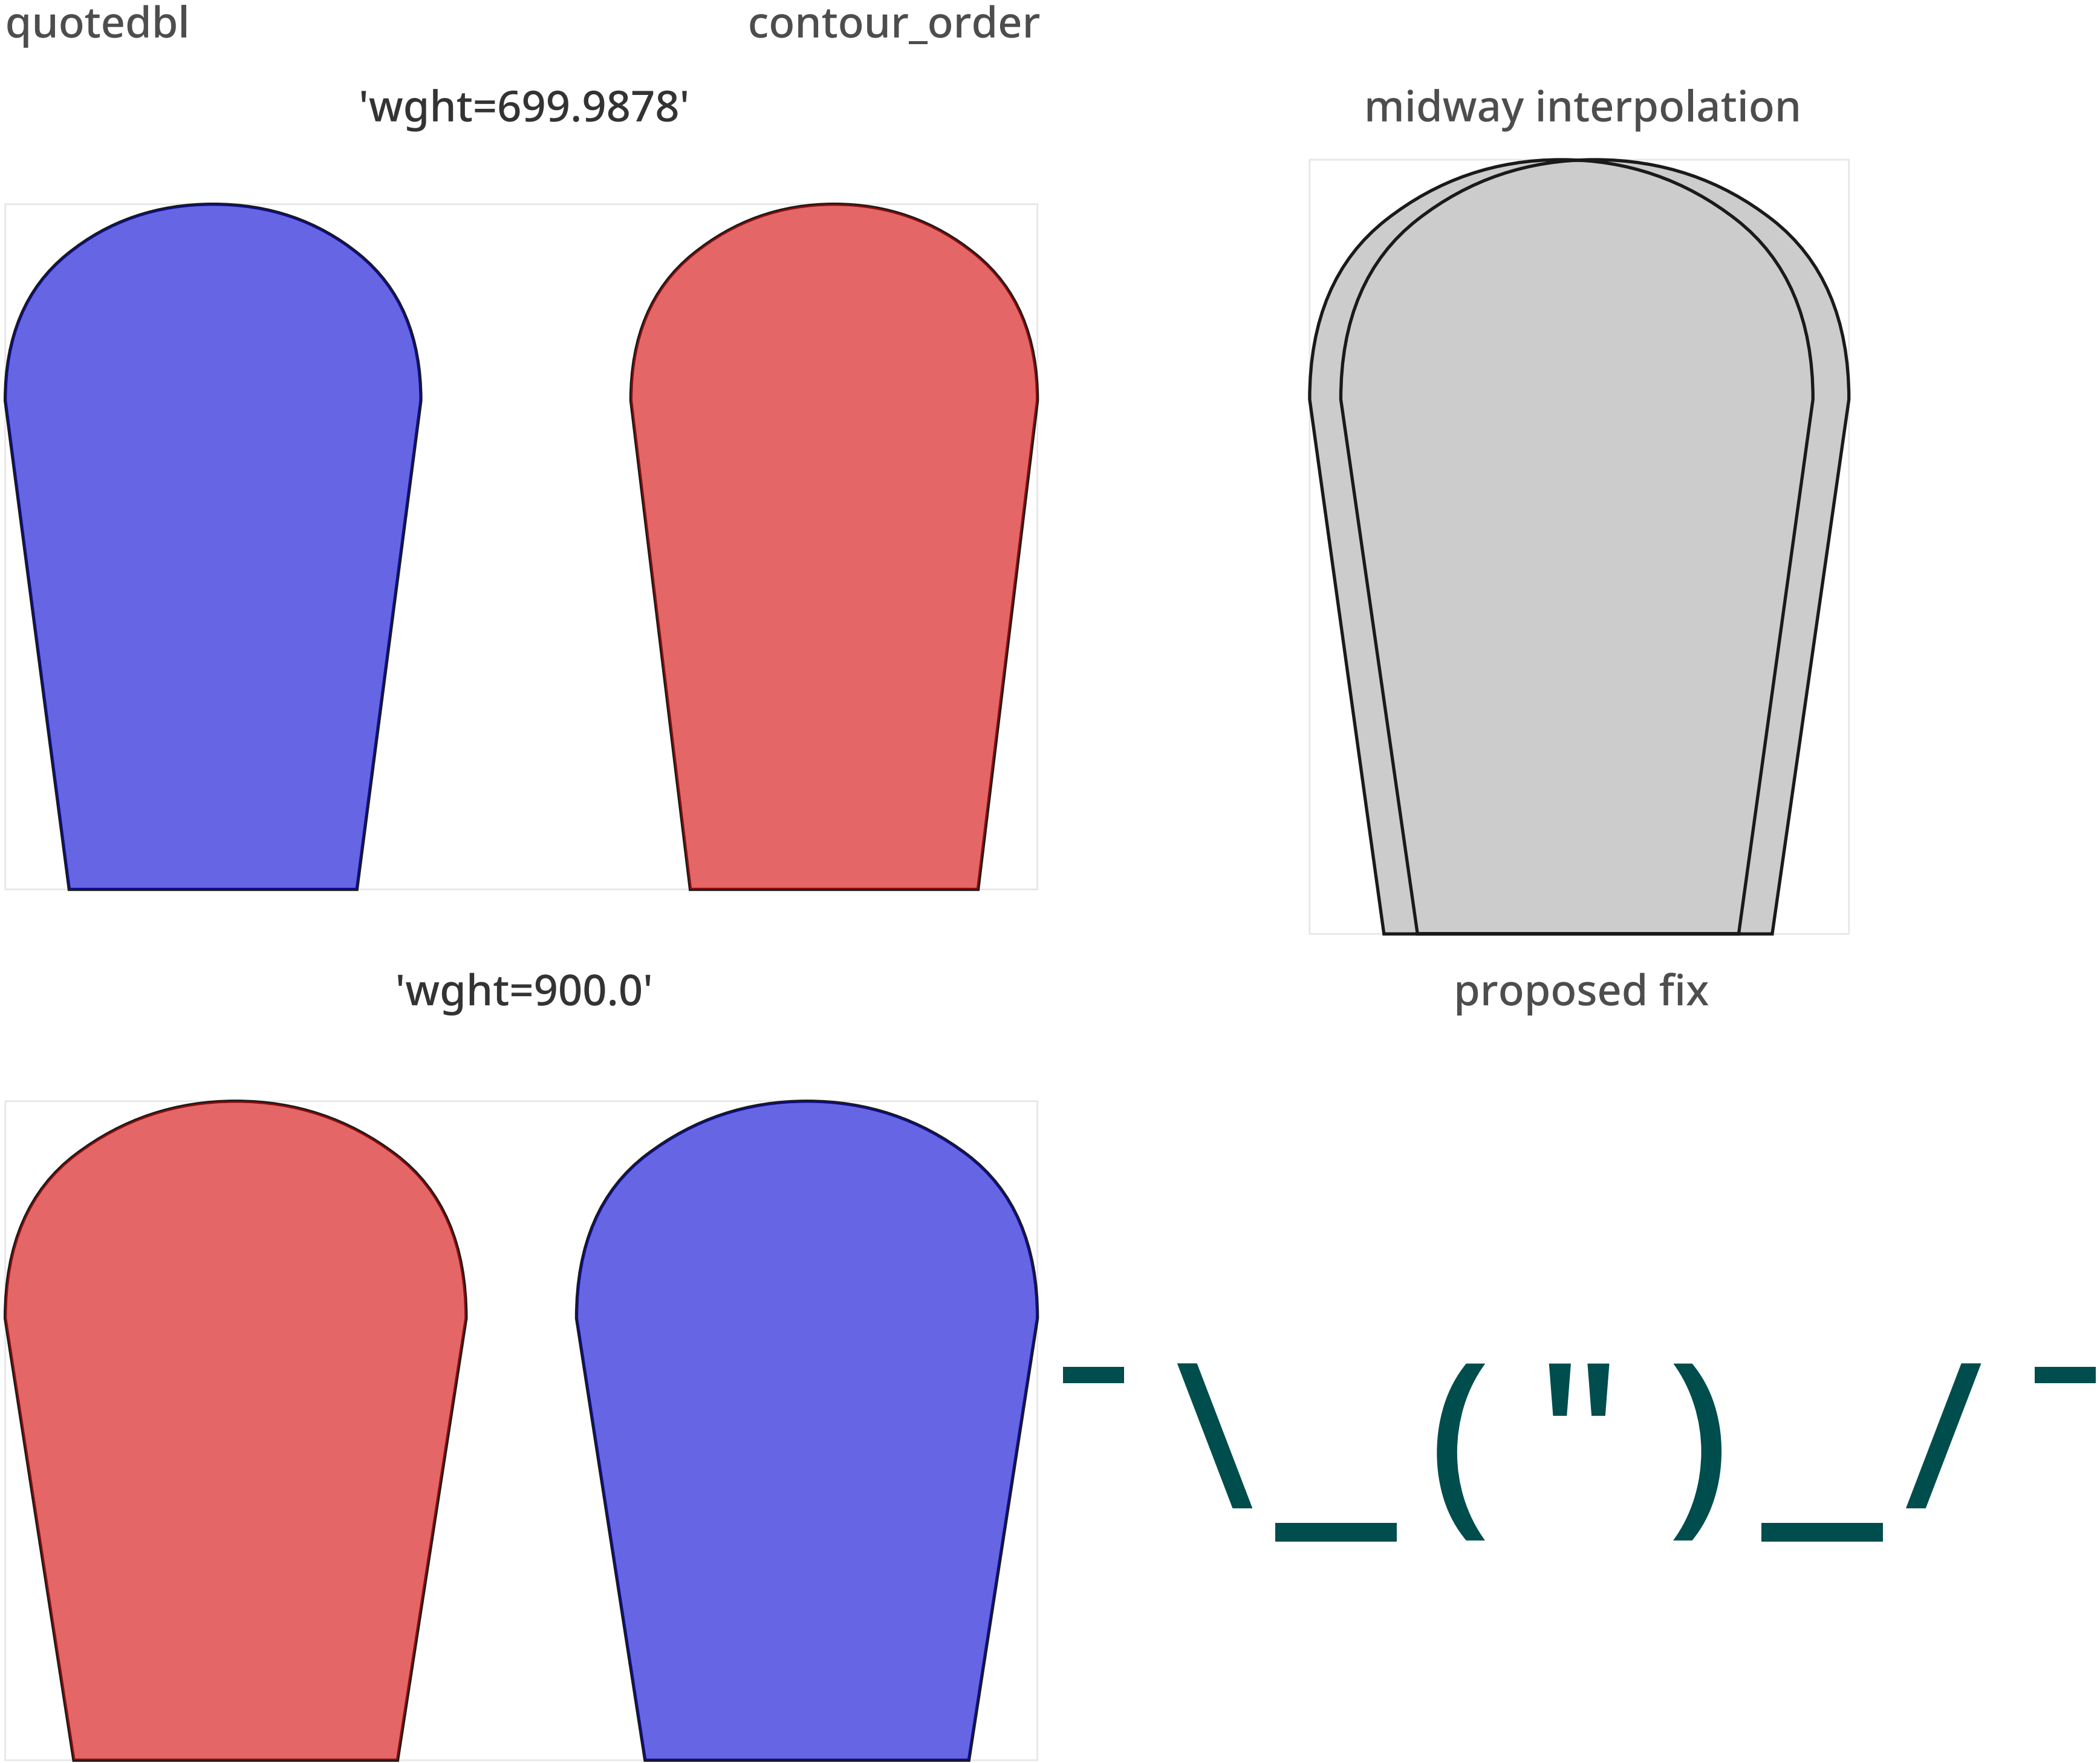 quotedbl contour_order
'wght=699.9878'
midway interpolation
'wght=900.0'
proposed fix
¯\_(")_/¯